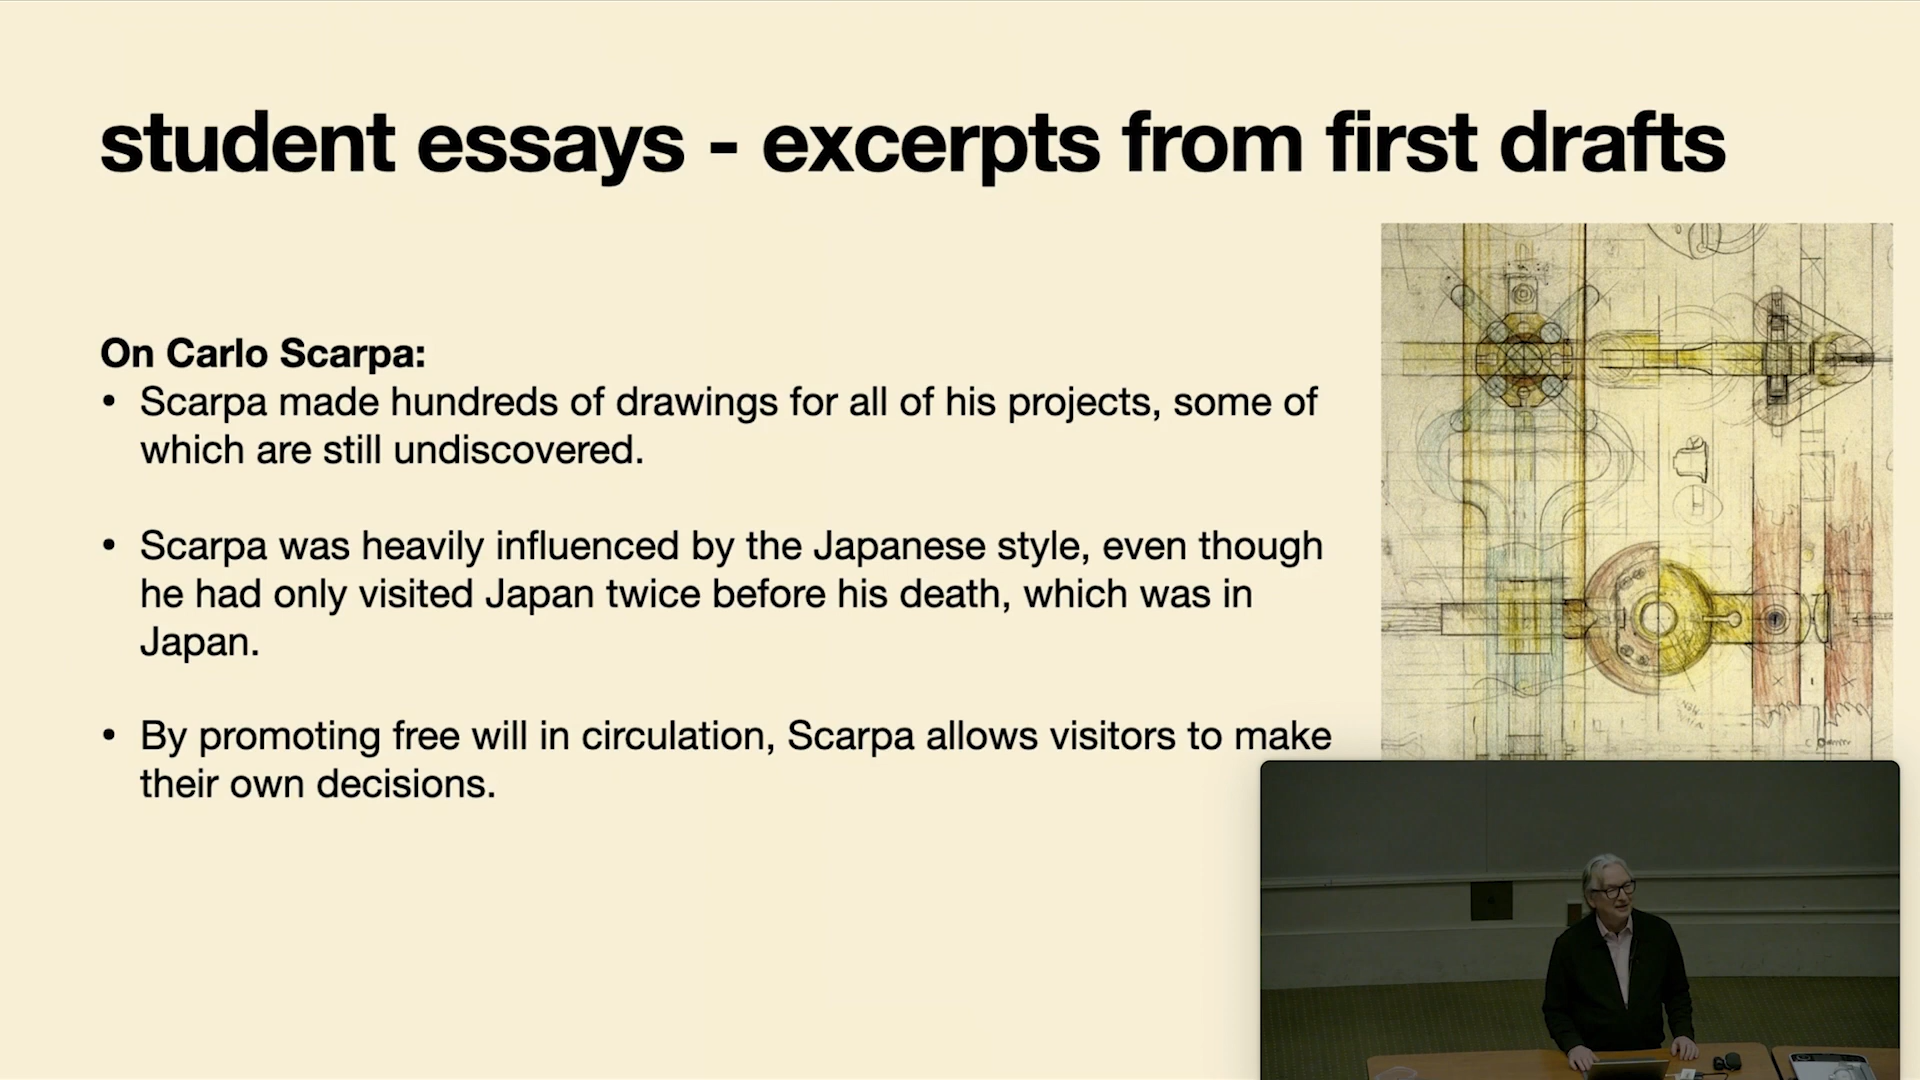 student essays - excerpts from first drafts
On Carlo Scarpa:
• Scarpa made hundreds of drawings for all of his projects, some of
which are still undiscovered.
• Scarpa was heavily influenced by the Japanese style, even though
he had only visited Japan twice before his death, which was in
Japan.
• By promoting free will in circulation, Scarpa allows visitors to make
their own decisions.